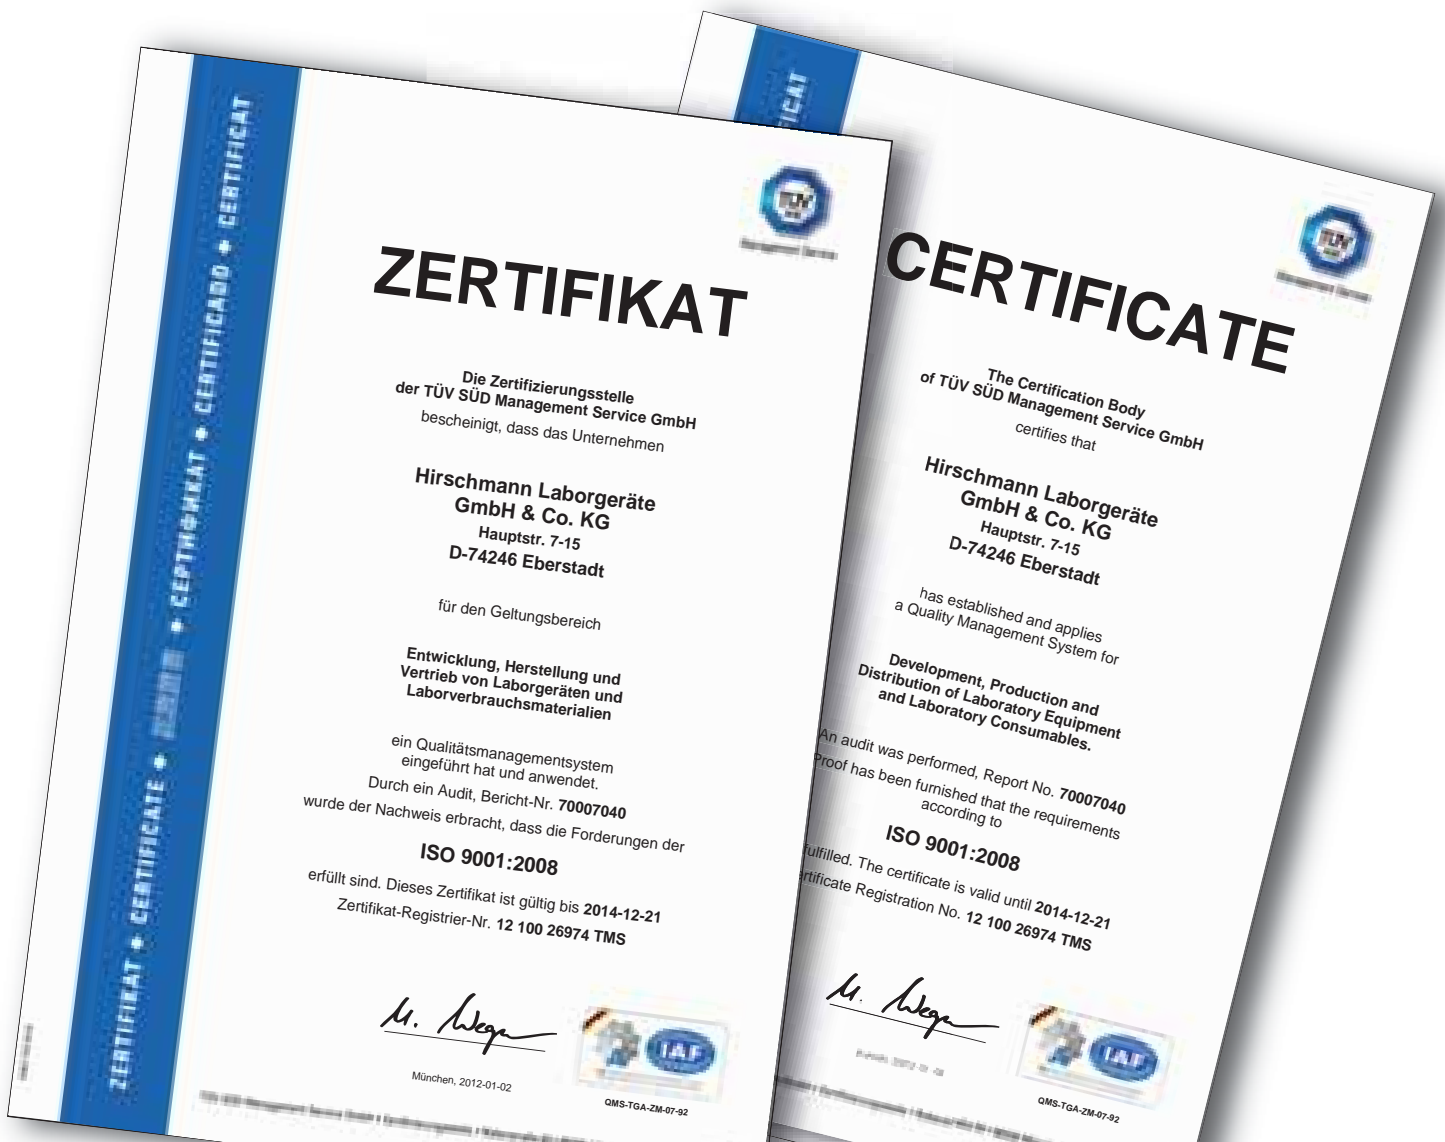 ZERTIFIKAT ◆ CERTIFICATE ◆
◆ СЕРТИФИКАТ ◆ CERTIFICADO ◆ CERTIFICAT
TÜV
ZERTIFIKAT
Die Zertifizierungsstelle
der TÜV SÜD Management Service GmbH
bescheinigt, dass das Unternehmen
Hirschmann Laborgeräte
GmbH & Co. KG
Hauptstr. 7-15
D-74246 Eberstadt
für den Geltungsbereich
Entwicklung, Herstellung und
Vertrieb von Laborgeräten und
Laborverbrauchsmaterialien
ein Qualitätsmanagementsystem
eingeführt hat und anwendet.
Durch ein Audit, Bericht-Nr. 70007040
wurde der Nachweis erbracht, dass die Forderungen der
ISO 9001:2008
erfüllt sind. Dieses Zertifikat ist gültig bis 2014-12-21
Zertifikat-Registrier-Nr. 12 100 26974 TMS
M. Wegn
IAF
München, 2012-01-02
QMS-TGA-ZM-07-92
TÜV
CERTIFICATE
The Certification Body
of TÜV SÜD Management Service GmbH
certifies that
Hirschmann Laborgeräte
GmbH & Co. KG
Hauptstr. 7-15
D-74246 Eberstadt
has established and applies
a Quality Management System for
Development, Production and
Distribution of Laboratory Equipment
and Laboratory Consumables.
An audit was performed, Report No. 70007040
Proof has been furnished that the requirements
according to
ISO 9001:2008
fulfilled. The certificate is valid until 2014-12-21
rtificate Registration No. 12 100 26974 TMS
M. Wegn
IAF
QMS-TGA-ZM-07-92